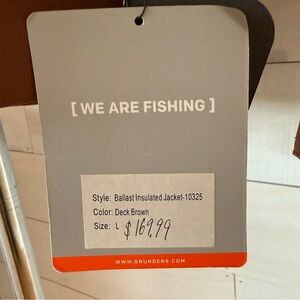 [ WE ARE FISHING ]
Style: Ballast Insulated Jacket-10325
Color: Deck Brown
Size: L $169.99
WWW.GRUNDENS.COM